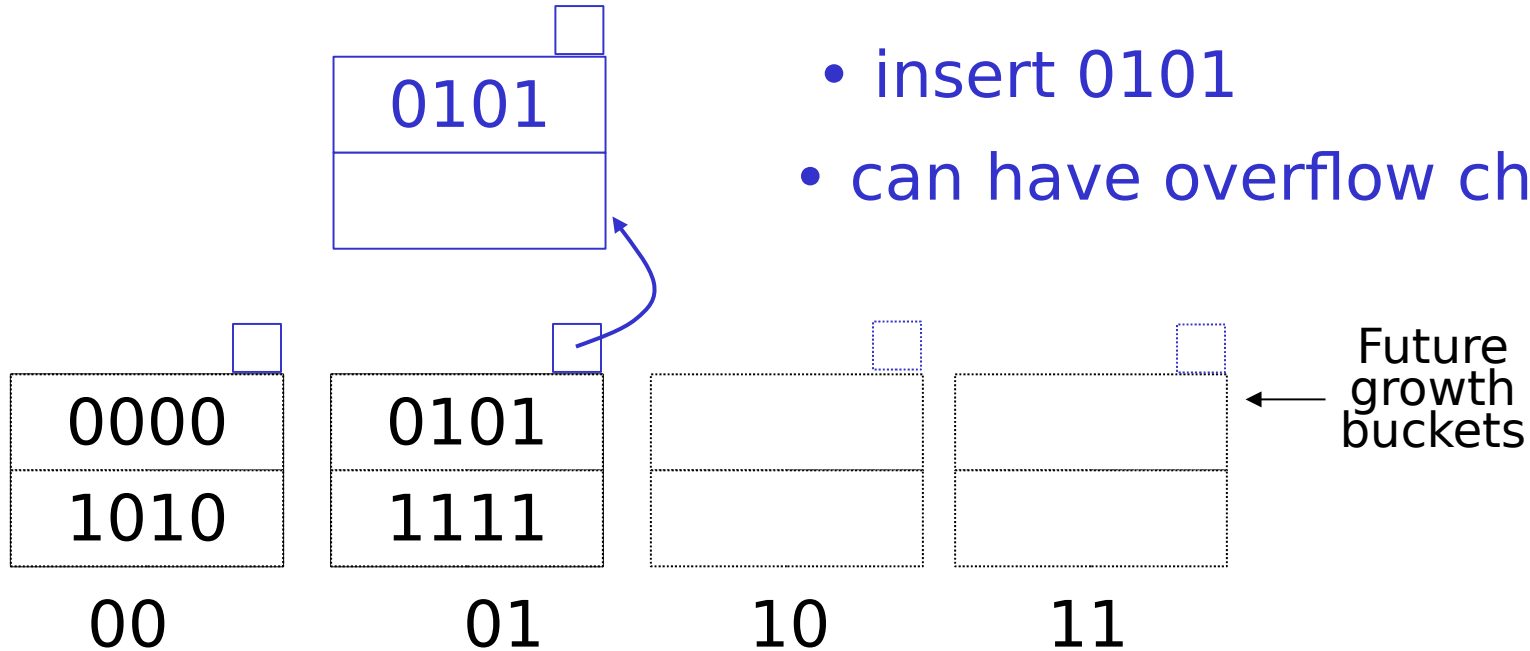 0101
• insert 0101
• can have overflow ch
Future
growth
buckets
0000
0101
1010
1111
00
01
10
11